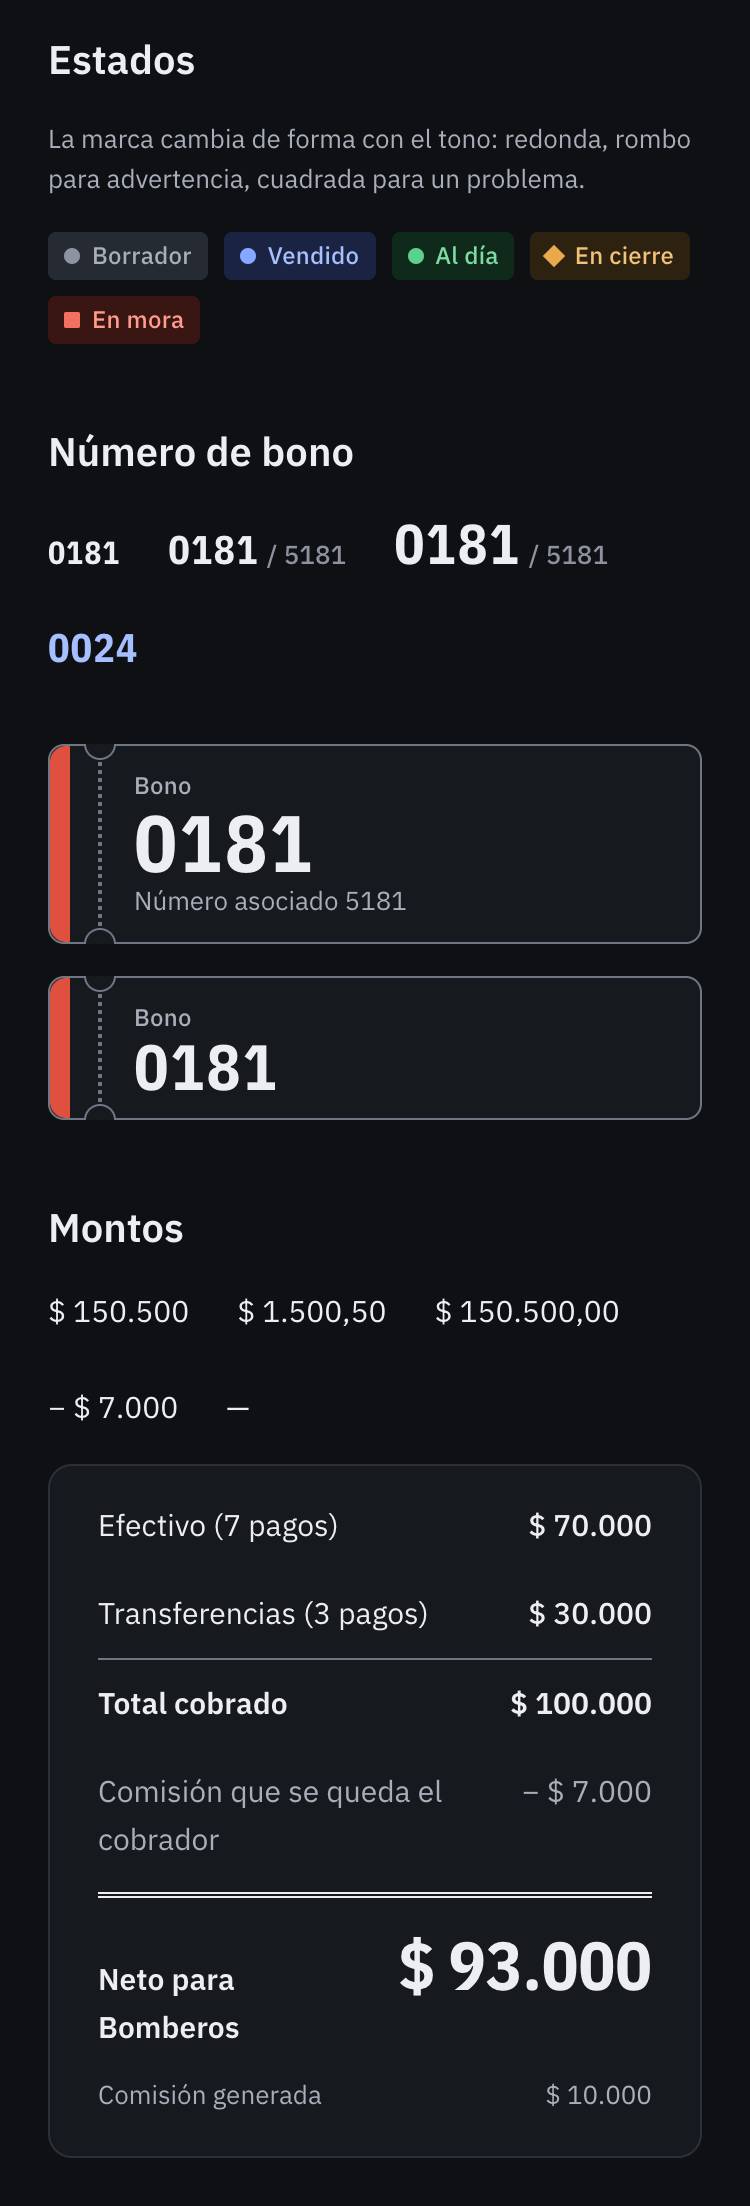 Estados
La marca cambia de forma con el tono: redonda, rombo
para advertencia, cuadrada para un problema.
Borrador Vendido Al día En cierre
En mora
Número de bono
0181 0181 / 5181 0181 / 5181
0024
Bono
0181
Número asociado 5181
Bono
0181
Montos
$ 150.500 $ 1.500,50 $ 150.500,00
− $ 7.000 —
Efectivo (7 pagos) $ 70.000
Transferencias (3 pagos) $ 30.000
Total cobrado $ 100.000
Comisión que se queda el − $ 7.000
cobrador
Neto para $ 93.000
Bomberos
Comisión generada $ 10.000